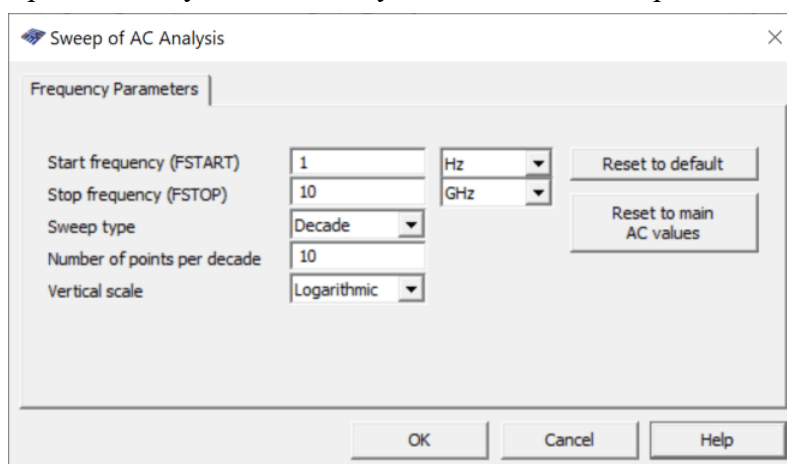 Sweep of AC Analysis
Frequency Parameters
Start frequency (FSTART) 1 Hz Reset to default
Stop frequency (FSTOP) 10 GHz
Sweep type Decade
Reset to main
AC values
Number of points per decade 10
Vertical scale Logarithmic
OK Cancel Help